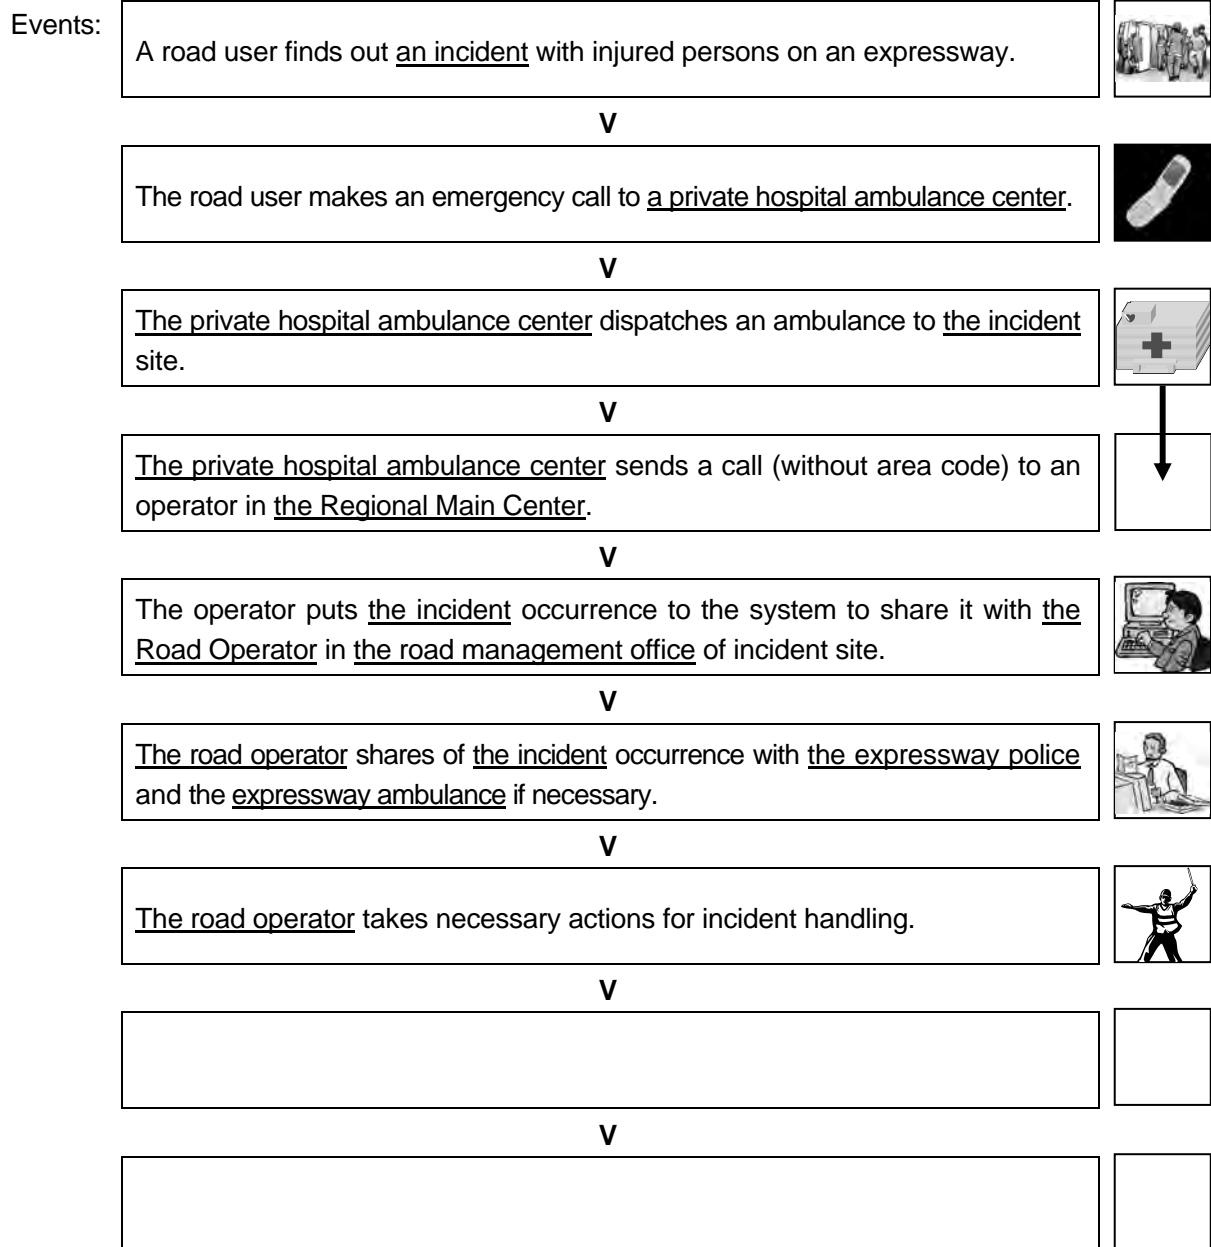 Events:
A road user finds out an incident with injured persons on an expressway.
V
The road user makes an emergency call to a private hospital ambulance center.
V
The private hospital ambulance center dispatches an ambulance to the incident
site.
V
The private hospital ambulance center sends a call (without area code) to an
operator in the Regional Main Center.
V
The operator puts the incident occurrence to the system to share it with the
Road Operator in the road management office of incident site.
V
The road operator shares of the incident occurrence with the expressway police
and the expressway ambulance if necessary.
V
The road operator takes necessary actions for incident handling.
V
V